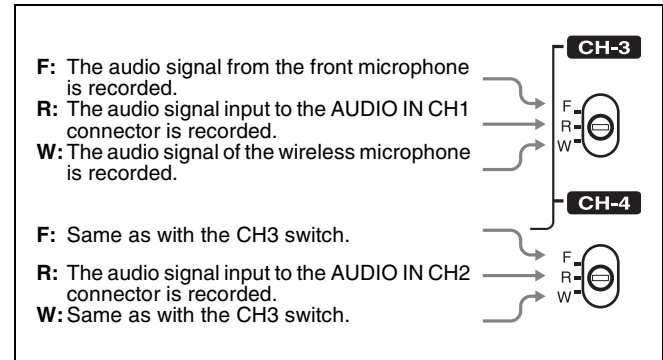 CH-3
F: The audio signal from the front microphone
is recorded.
R: The audio signal input to the AUDIO IN CH1
connector is recorded.
W: The audio signal of the wireless microphone
is recorded.
F
R
W
CH-4
F: Same as with the CH3 switch.
R: The audio signal input to the AUDIO IN CH2
connector is recorded.
W: Same as with the CH3 switch.
F
R
W